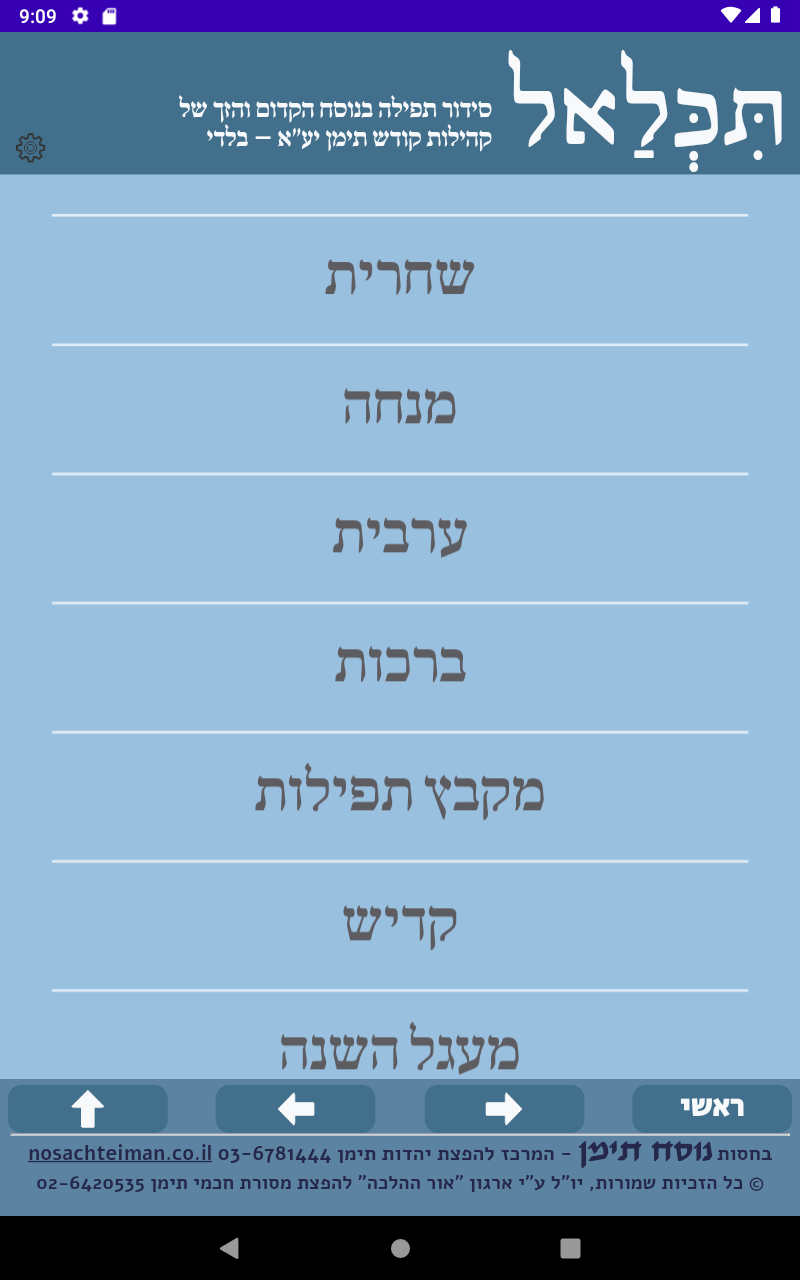 9:09
תִּכְּלַאל
סידור תפילה בנוסח הקדום והזך של
קהילות קודש תימן יע"א – בלדי
שחרית
מנחה
ערבית
ברכות
מקבץ תפילות
קדיש
מעגל השנה
ראשי
בחסות נוסח תימן - המרכז להפצת יהדות תימן 03-6781444 nosachteiman.co.il
© כל הזכיות שמורות, יו"ל ע"י ארגון "אור ההלכה" להפצת מסורת חכמי תימן 02-6420535